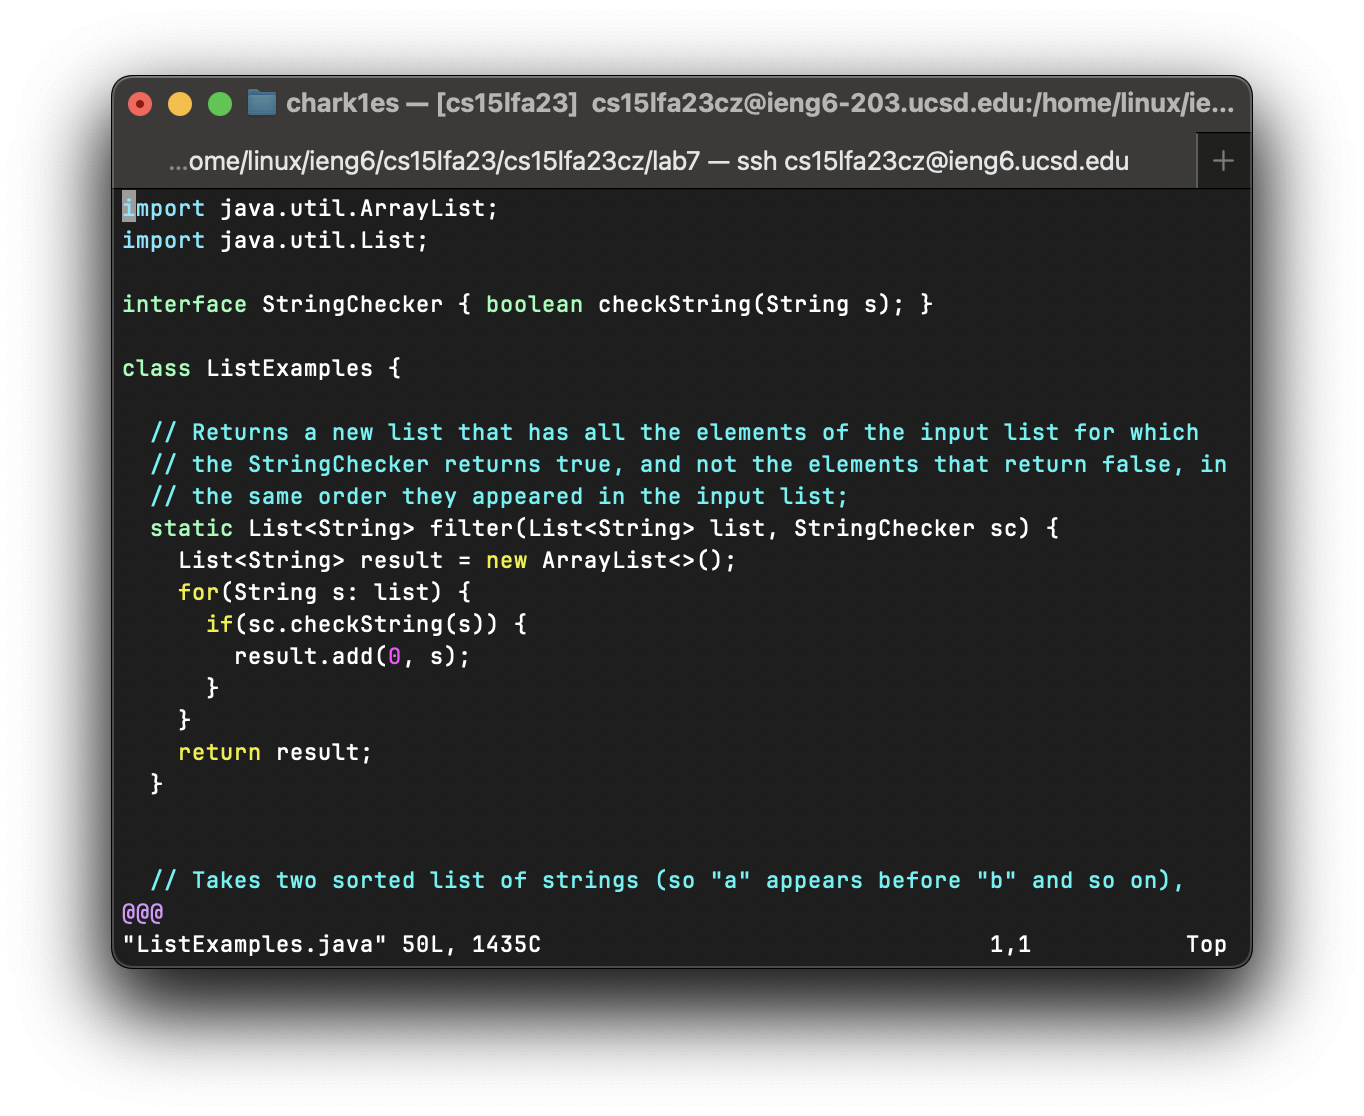 chark1es — [cs15lfa23] cs15lfa23cz@ieng6-203.ucsd.edu:/home/linux/ie...
...ome/linux/ieng6/cs15lfa23/cs15lfa23cz/lab7 — ssh cs15lfa23cz@ieng6.ucsd.edu
import java.util.ArrayList;
import java.util.List;
interface StringChecker { boolean checkString(String s); }
class ListExamples {
// Returns a new list that has all the elements of the input list for which
// the StringChecker returns true, and not the elements that return false, in
// the same order they appeared in the input list;
static List<String> filter(List<String> list, StringChecker sc) {
List<String> result = new ArrayList<>();
for(String s: list) {
if(sc.checkString(s)) {
result.add(0, s);
}
}
return result;
}
// Takes two sorted list of strings (so "a" appears before "b" and so on),
@@@
"ListExamples.java" 50L, 1435C 1,1 Top